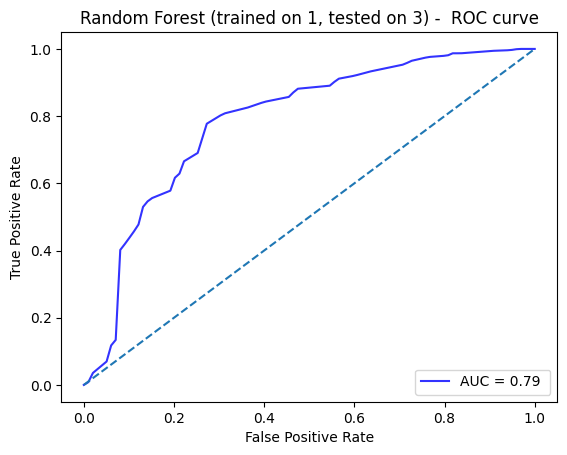 Random Forest (trained on 1, tested on 3) -  ROC curve
1.0
0.8
0.6
0.4
0.2
0.0
True Positive Rate
0.0 0.2 0.4 0.6 0.8 1.0
False Positive Rate
AUC = 0.79